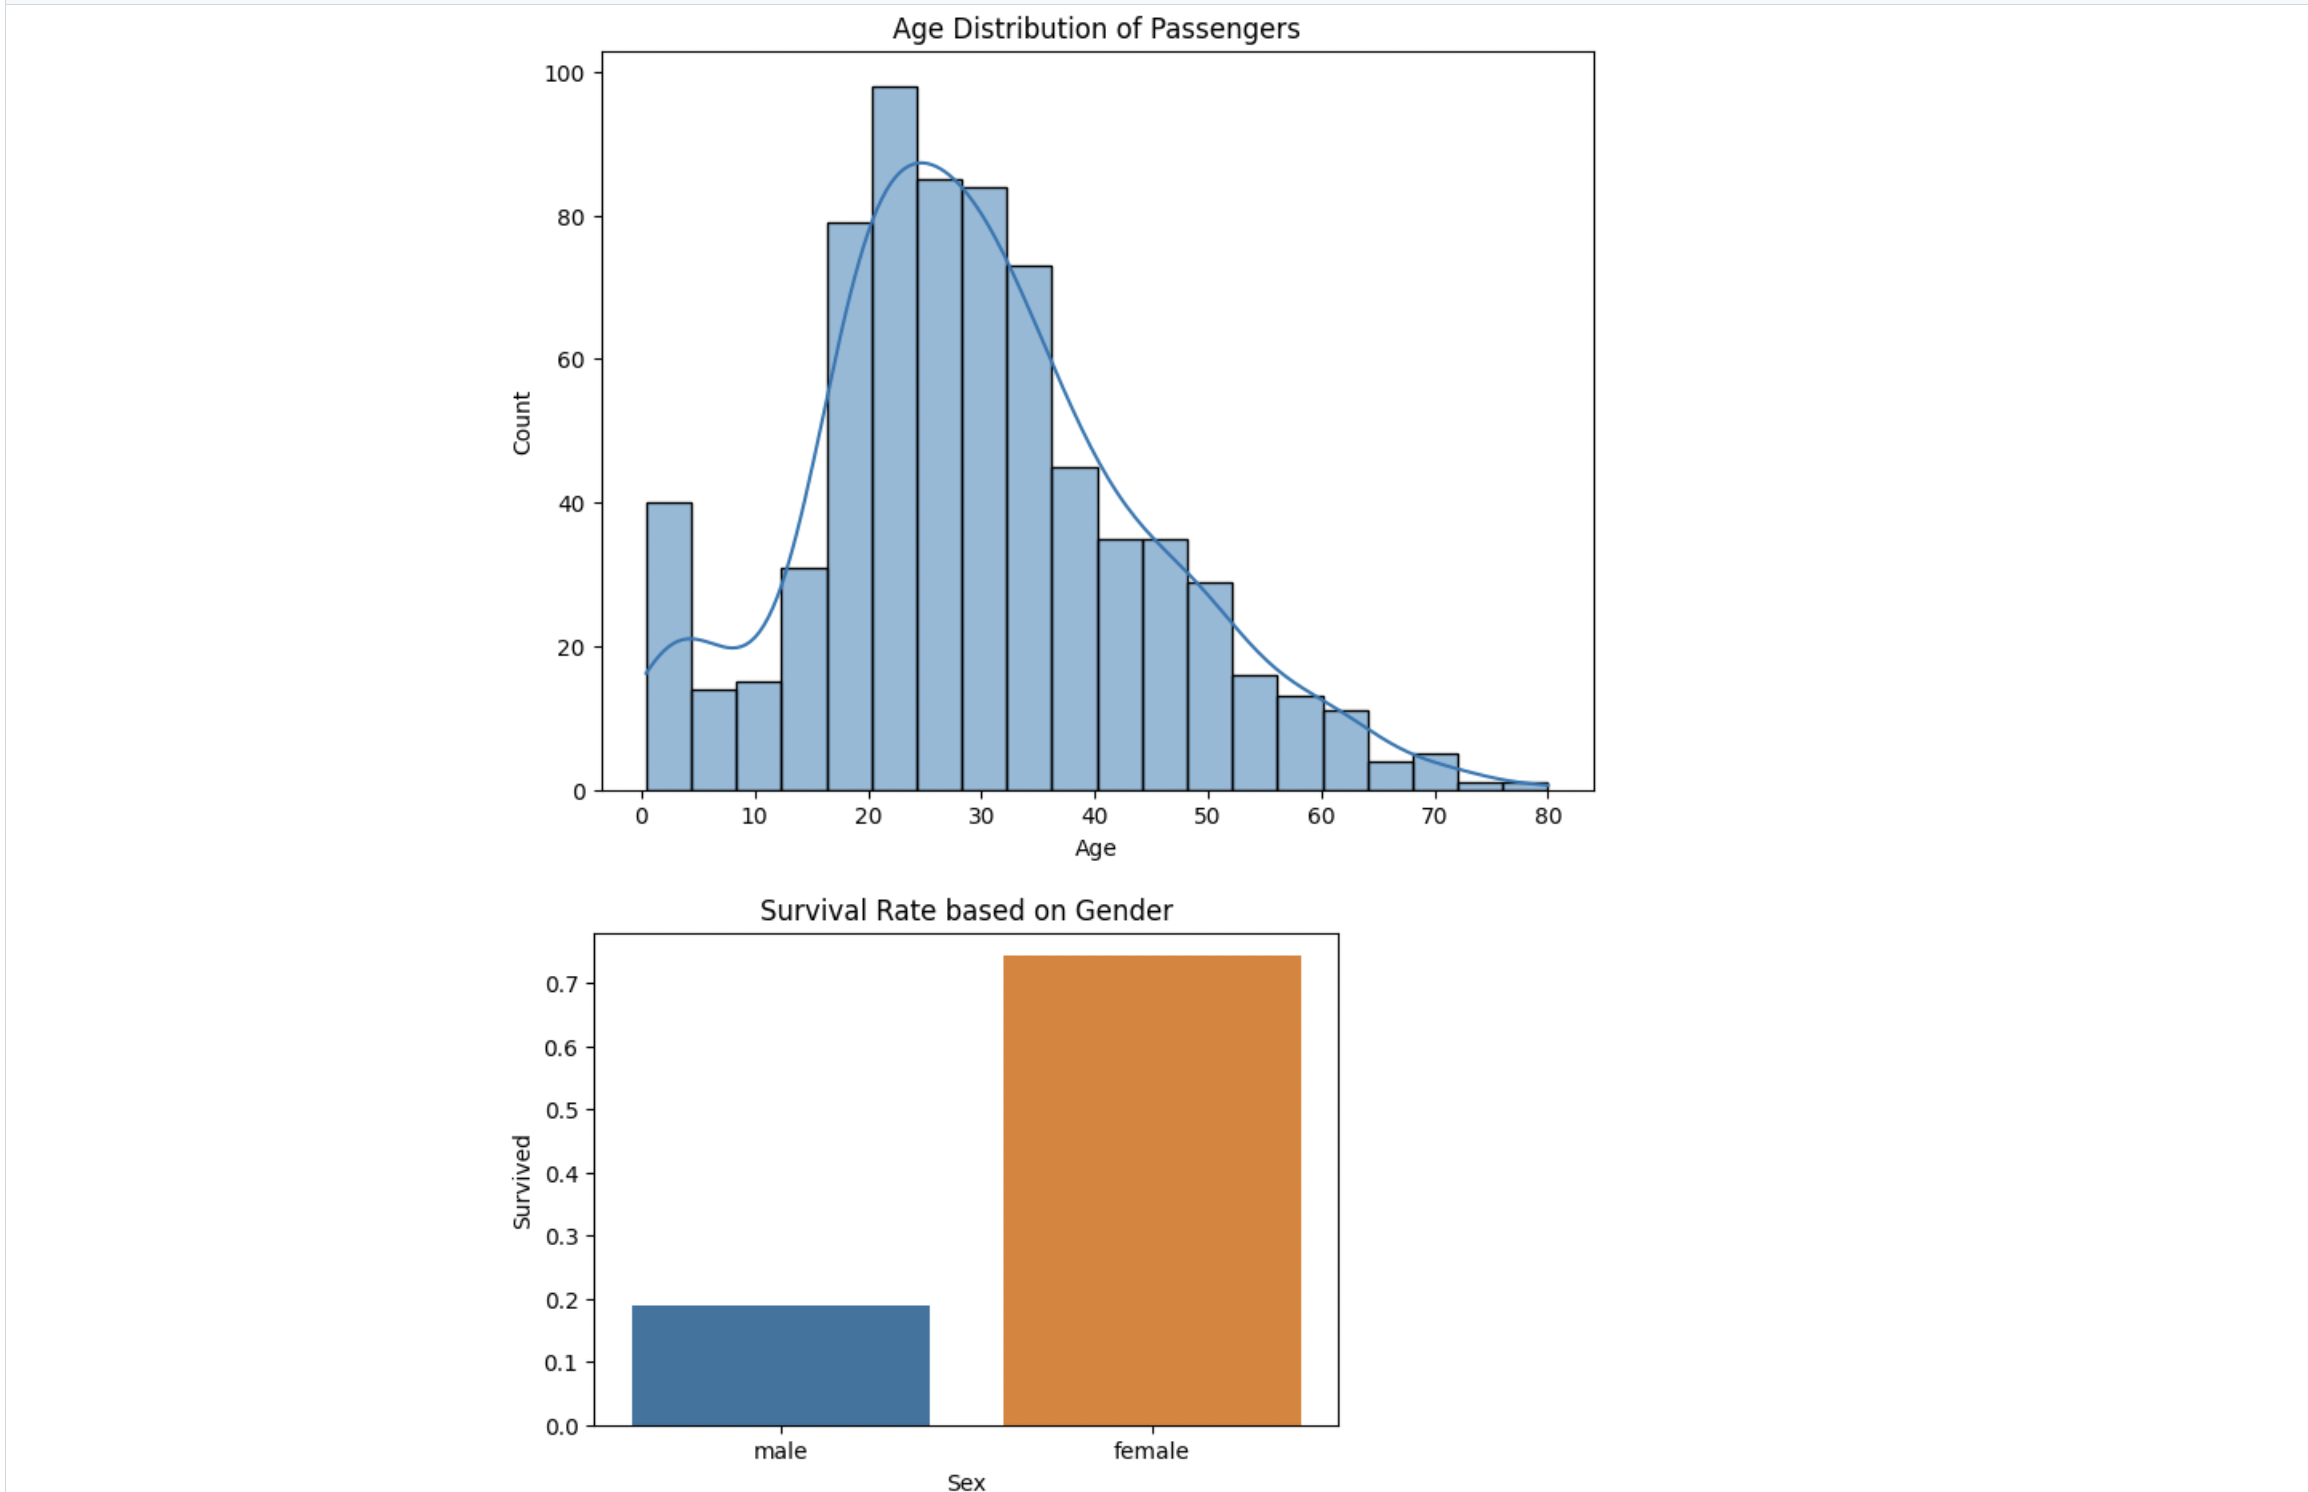 Age Distribution of Passengers
100
80
60
40
20
0
Count
0 10 20 30 40 50 60 70 80
Age
Survival Rate based on Gender
0.7
0.6
0.5
0.4
0.3
0.2
0.1
0.0
Survived
male female
Sex